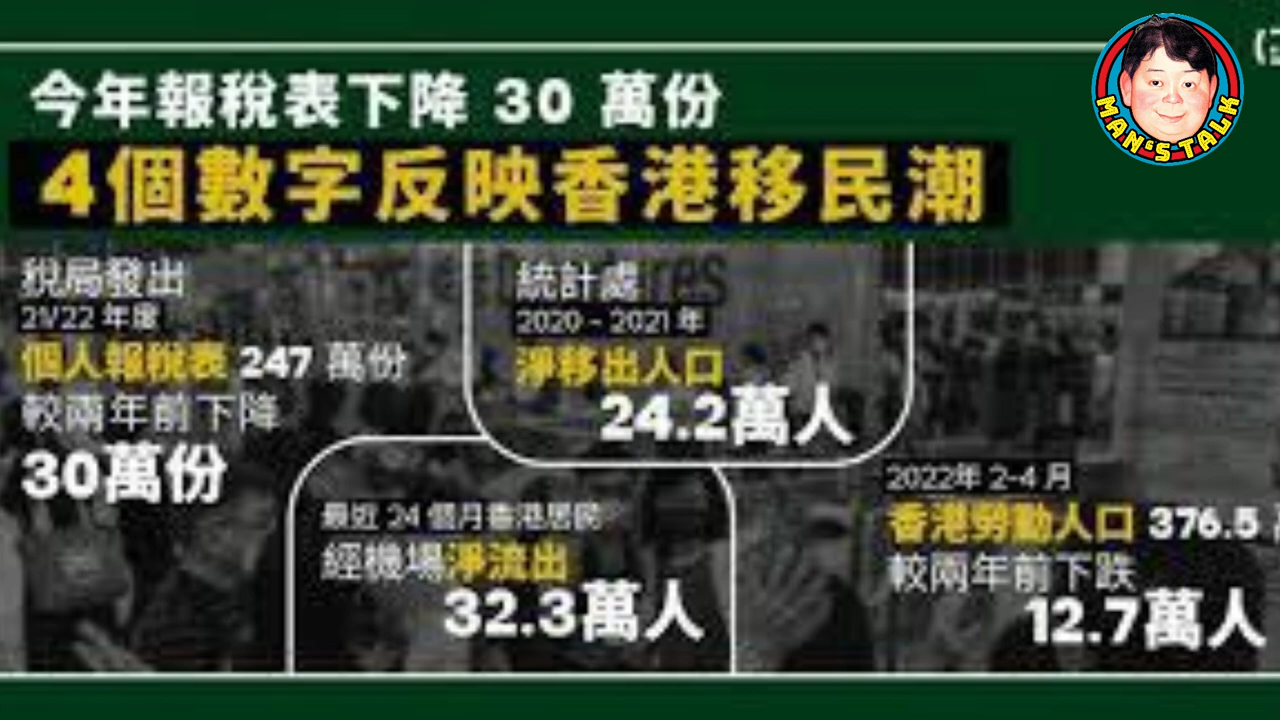 今年報稅表下降 30 萬份
4個數字反映香港移民潮
MAN'S TALK
稅局發出
21/22 年度
個人報稅表 247 萬份
較兩年前下降
30萬份
統計處
2020 - 2021 年
淨移出人口
24.2萬人
最近 24 個月香港居民
經機場淨流出
32.3萬人
2022年 2-4 月
香港勞動人口 376.5
較兩年前下跌
12.7萬人